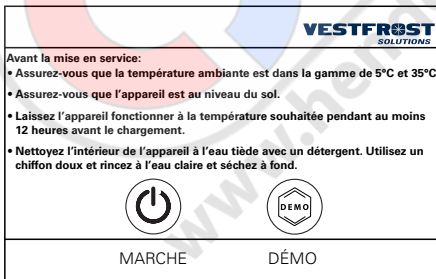 VESTFROST
SOLUTIONS
Avant la mise en service:
• Assurez-vous que la température ambiante est dans la gamme de 5ºC et 35ºC
• Assurez-vous que l'appareil est au niveau du sol.
• Laissez l'appareil fonctionner à la température souhaitée pendant au moins
12 heures avant le chargement.
• Nettoyez l'intérieur de l'appareil à l'eau tiède avec un détergent. Utilisez un
chiffon doux et rincez à l'eau claire et séchez à fond.
DEMO
MARCHE DÉMO